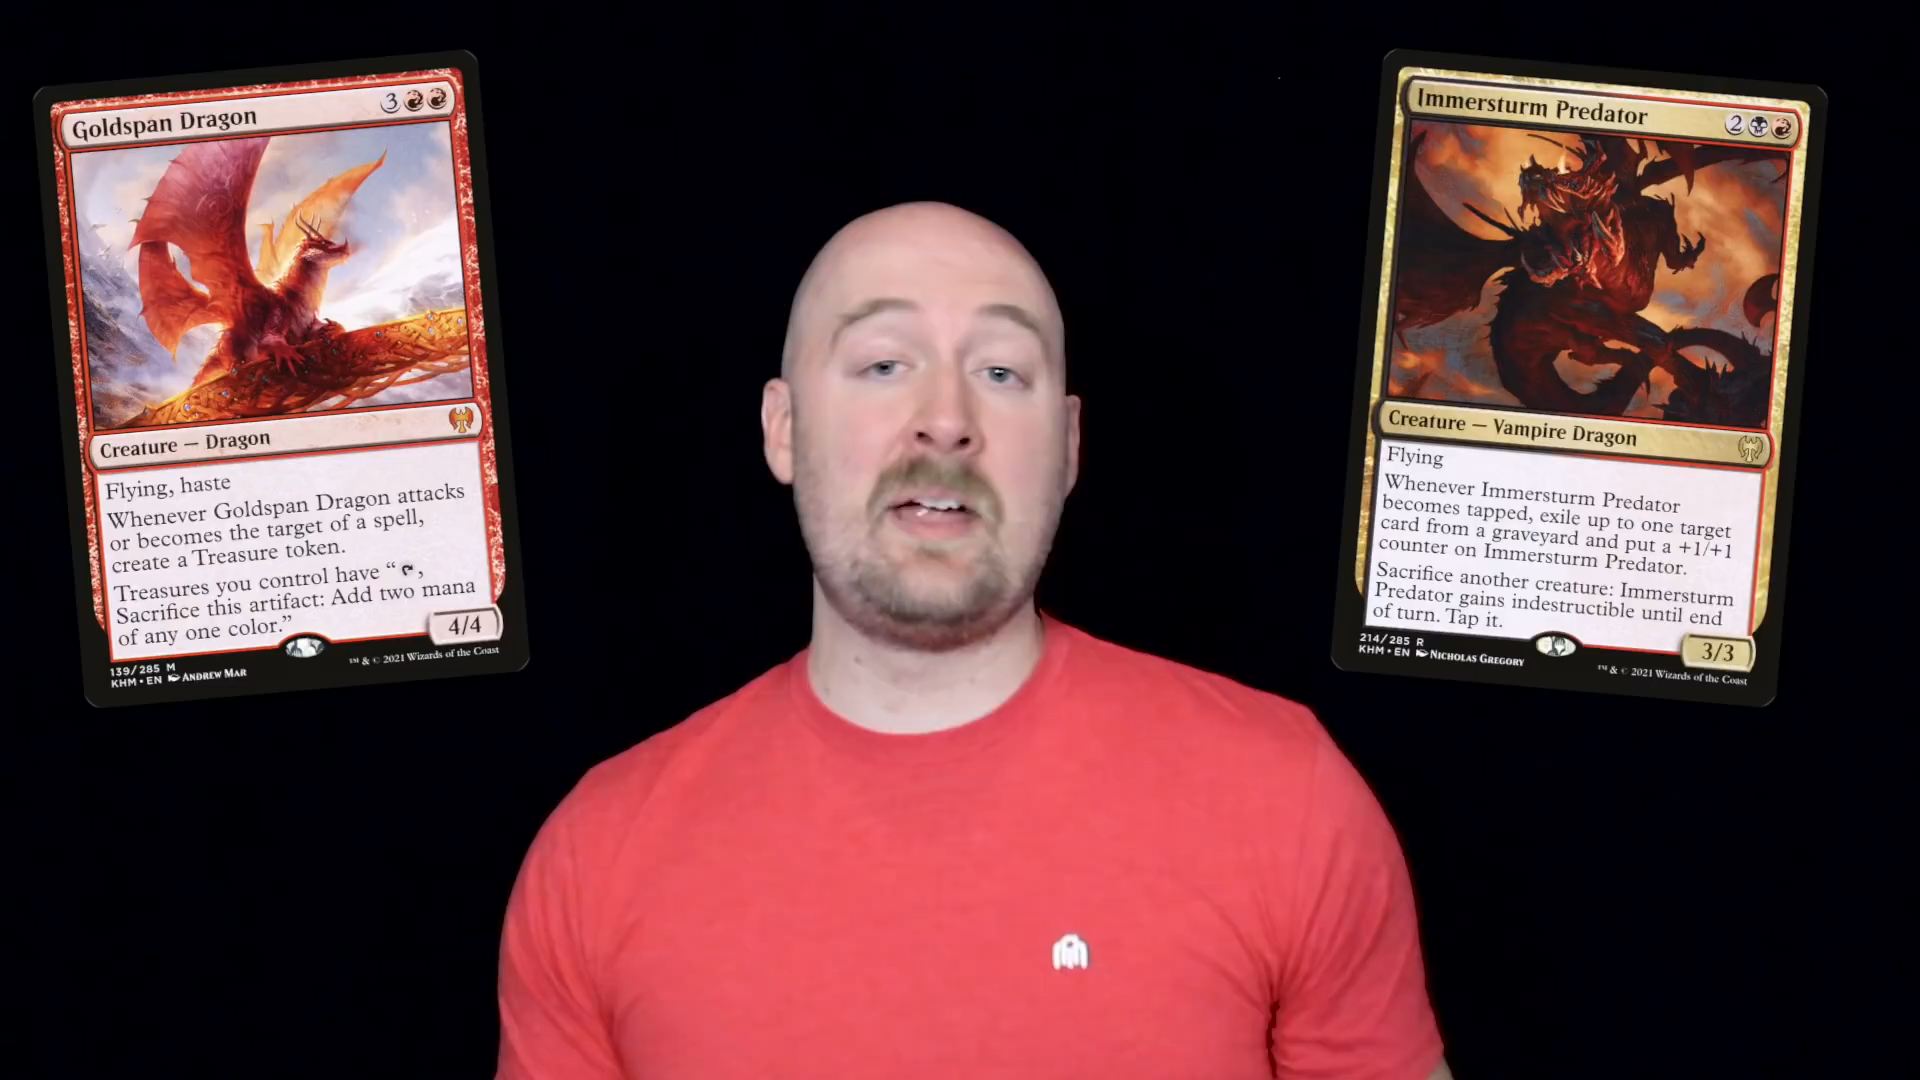 Goldspan Dragon
3
Creature — Dragon
Flying, haste
Whenever Goldspan Dragon attacks
or becomes the target of a spell,
create a Treasure token.
Treasures you control have “ ,
Sacrifice this artifact: Add two mana
of any one color.”
4/4
139/285 M
KHM • EN Andrew Mar
™ & © 2021 Wizards of the Coast
Immersturm Predator
2
Creature — Vampire Dragon
Flying
Whenever Immersturm Predator
becomes tapped, exile up to one target
card from a graveyard and put a +1/+1
counter on Immersturm Predator.
Sacrifice another creature: Immersturm
Predator gains indestructible until end
of turn. Tap it.
3/3
214/285 R
KHM • EN Nicholas Gregory
™ & © 2021 Wizards of the Coast